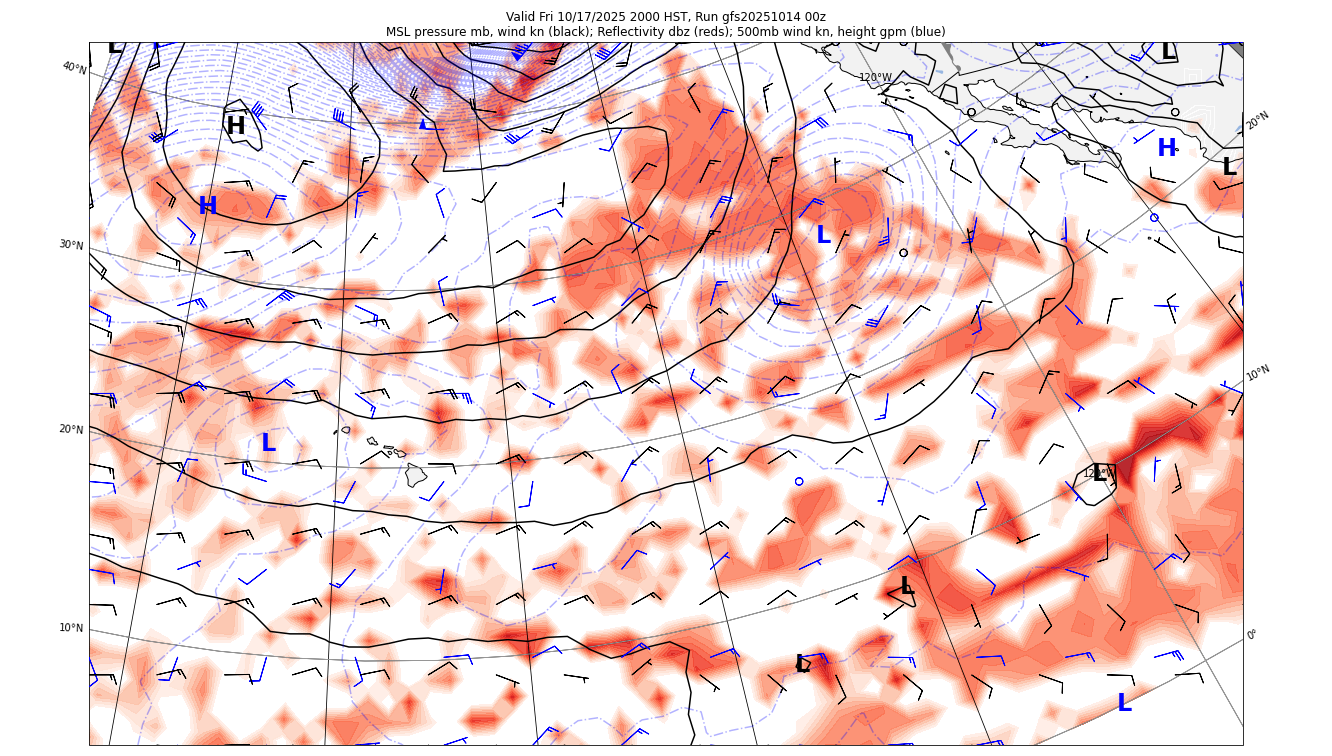 Valid Fri 10/17/2025 2000 HST, Run gfs20251014 00z
MSL pressure mb, wind kn (black); Reflectivity dbz (reds); 500mb wind kn, height gpm (blue)
L
L
40°N
120°W
20°N
H
H
L
H
L
30°N
L
10°N
20°N
L
L
120°W
L
10°N
0°
L
L